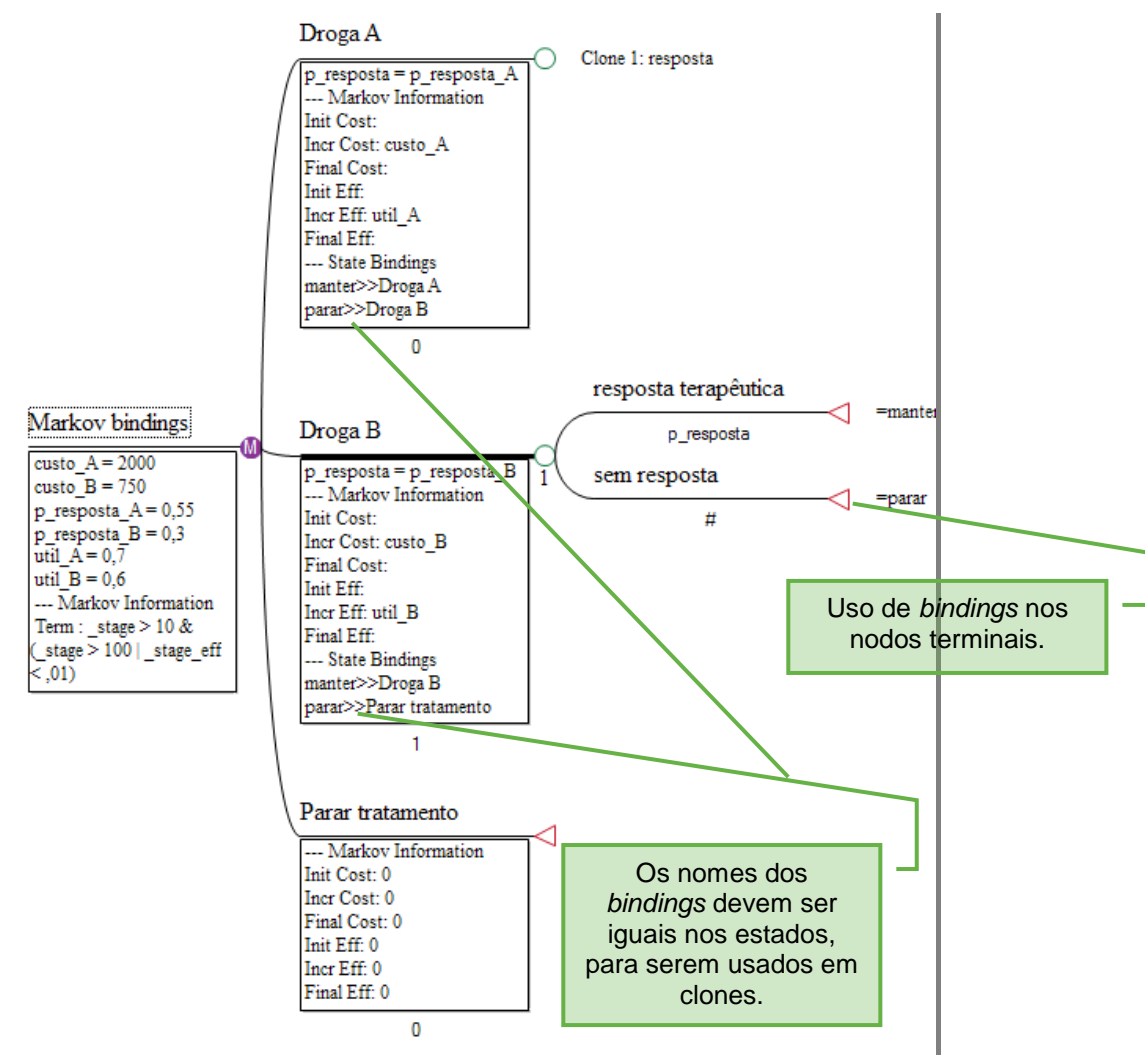 Droga A
Clone 1: resposta
p_resposta = p_resposta_A
--- Markov Information
Init Cost:
Incr Cost: custo_A
Final Cost:
Init Eff:
Incr Eff: util_A
Final Eff:
--- State Bindings
manter>>Droga A
parar>>Droga B
0
Markov bindings
M
custo_A = 2000
custo_B = 750
p_resposta_A = 0,55
p_resposta_B = 0,3
util_A = 0,7
util_B = 0,6
--- Markov Information
Term : _stage > 10 &
(_stage > 100 | _stage_eff
< ,01)
Droga B
p_resposta = p_resposta_B
--- Markov Information
Init Cost:
Incr Cost: custo_B
Final Cost:
Init Eff:
Incr Eff: util_B
Final Eff:
--- State Bindings
manter>>Droga B
parar>>Parar tratamento
1
1
resposta terapêutica
=manter
p_resposta
sem resposta
=parar
#
Uso de bindings nos
nodos terminais.
Parar tratamento
--- Markov Information
Init Cost: 0
Incr Cost: 0
Final Cost: 0
Init Eff: 0
Incr Eff: 0
Final Eff: 0
0
Os nomes dos
bindings devem ser
iguais nos estados,
para serem usados em
clones.